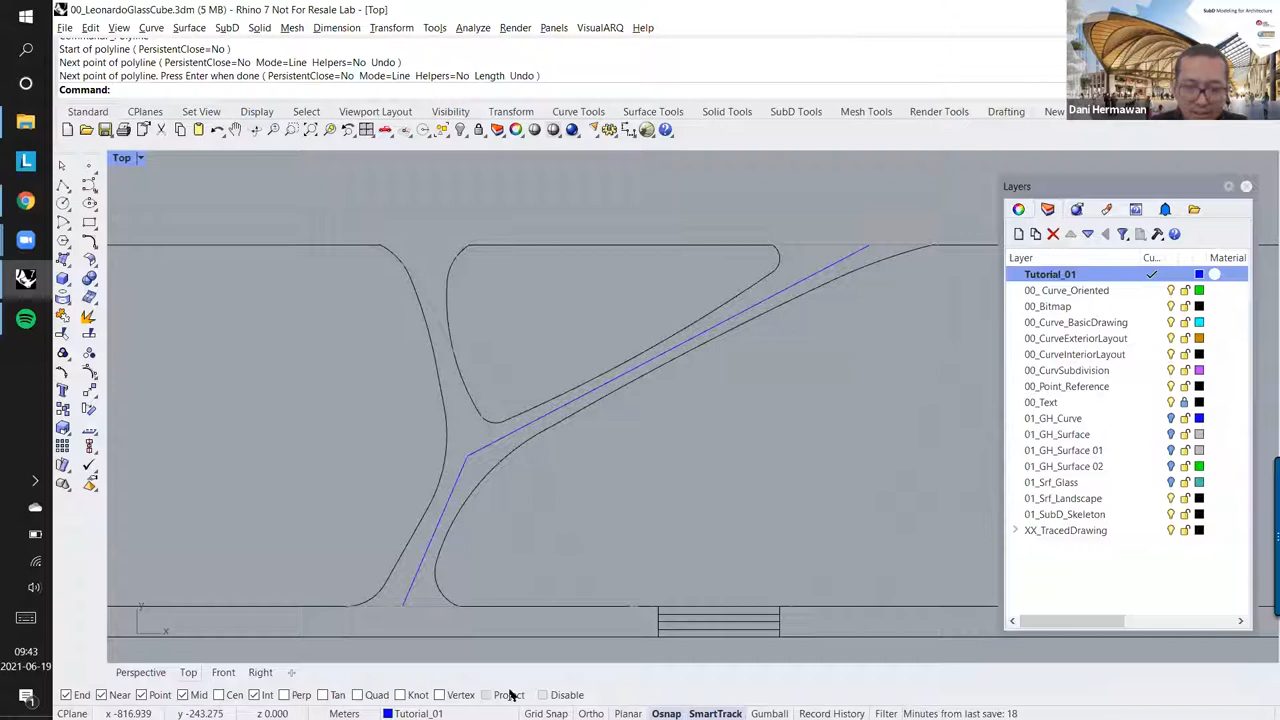 00_LeonardoGlassCube.3dm (5 MB) - Rhino 7 Not For Resale Lab - [Top]
File Edit View Curve Surface SubD Solid Mesh Dimension Transform Tools Analyze Render Panels VisualARQ Help
Start of polyline ( PersistentClose=No )
Next point of polyline ( PersistentClose=No Mode=Line Helpers=No Undo )
Next point of polyline. Press Enter when done ( PersistentClose=No Mode=Line Helpers=No Length Undo )
Command:
SubD Modeling for Architecture
Dani Hermawan
Standard CPlanes Set View Display Select Viewport Layout Visibility Transform Curve Tools Surface Tools Solid Tools SubD Tools Mesh Tools Render Tools Drafting New
Top
Layers
Layer Cu... Material
Tutorial_01
00_ Curve_Oriented
00_Bitmap
00_Curve_BasicDrawing
00_CurveExteriorLayout
00_CurveInteriorLayout
00_CurvSubdivision
00_Point_Reference
00_Text
01_GH_Curve
01_GH_Surface
01_GH_Surface 01
01_GH_Surface 02
01_Srf_Glass
01_Srf_Landscape
01_SubD_Skeleton
XX_TracedDrawing
y
x
Perspective Top Front Right
End Near Point Mid Cen Int Perp Tan Quad Knot Vertex Project Disable
CPlane x -816.939 y -243.275 z 0.000 Meters Tutorial_01 Grid Snap Ortho Planar Osnap SmartTrack Gumball Record History Filter Minutes from last save: 18
09:43
2021-06-19